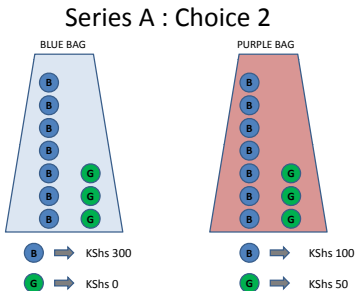 Series A : Choice 2
BLUE BAG
PURPLE BAG
B B
B B
B B
B B
B G B G
B G B G
B G B G
B KShs 300
B KShs 100
G KShs 0
G KShs 50